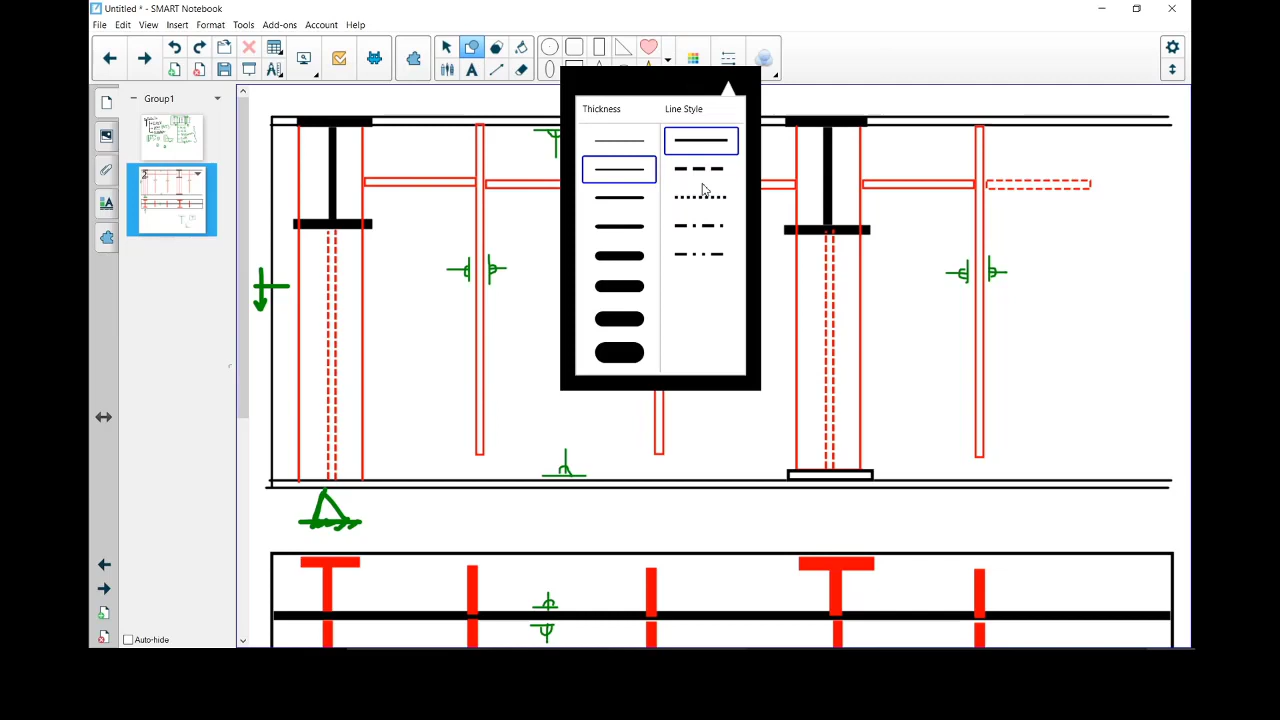 Untitled * - SMART Notebook
File Edit View Insert Format Tools Add-ons Account Help
Group1
Thickness Line Style
Auto-hide